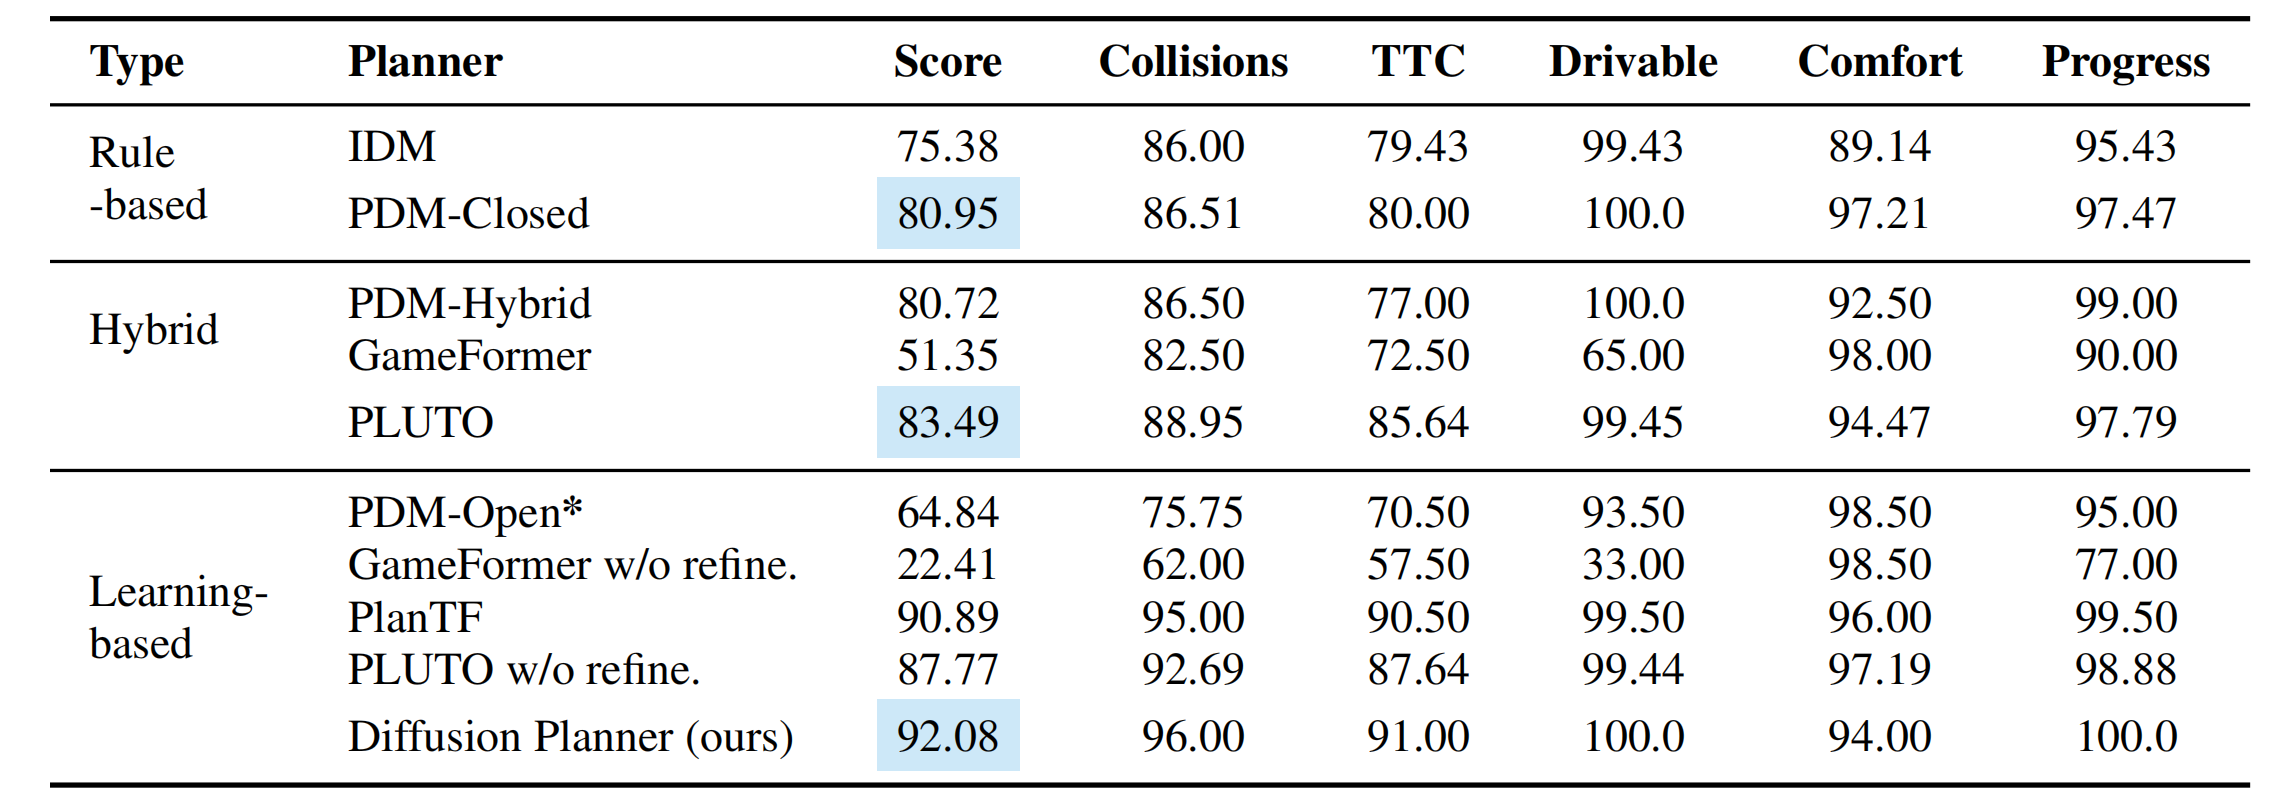 Type Planner Score Collisions TTC Drivable Comfort Progress
Rule
-based
IDM 75.38 86.00 79.43 99.43 89.14 95.43
PDM-Closed 80.95 86.51 80.00 100.0 97.21 97.47
Hybrid
PDM-Hybrid 80.72 86.50 77.00 100.0 92.50 99.00
GameFormer 51.35 82.50 72.50 65.00 98.00 90.00
PLUTO 83.49 88.95 85.64 99.45 94.47 97.79
Learning-
based
PDM-Open* 64.84 75.75 70.50 93.50 98.50 95.00
GameFormer w/o refine. 22.41 62.00 57.50 33.00 98.50 77.00
PlanTF 90.89 95.00 90.50 99.50 96.00 99.50
PLUTO w/o refine. 87.77 92.69 87.64 99.44 97.19 98.88
Diffusion Planner (ours) 92.08 96.00 91.00 100.0 94.00 100.0